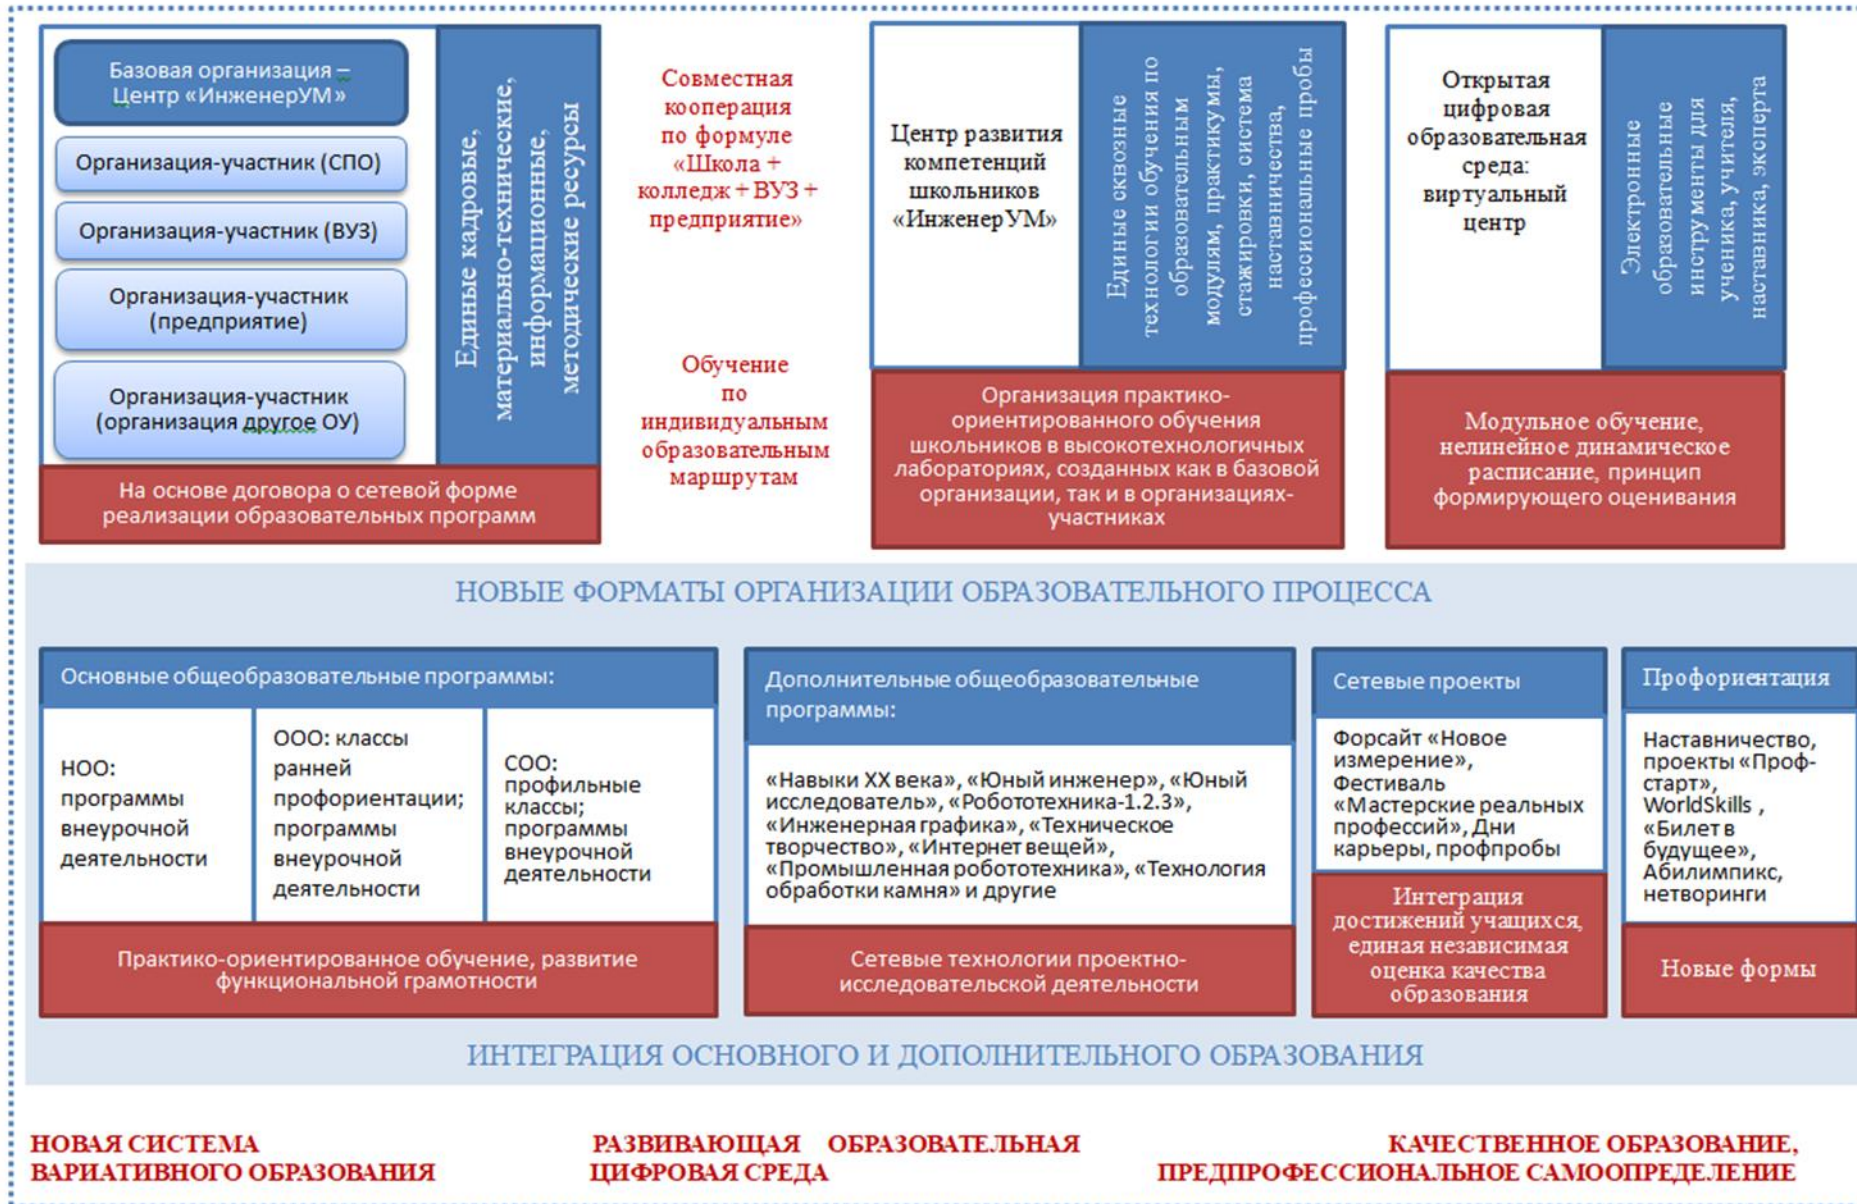 Базовая организация –
Центр «ИнженерУМ»
Организация-участник (СПО)
Организация-участник (ВУЗ)
Организация-участник
(предприятие)
Организация-участник
(организация другое ОУ)
Единые кадровые,
материально-технические,
информационные,
методические ресурсы
На основе договора о сетевой форме
реализации образовательных программ
Совместная
кооперация
по формуле
«Школа +
колледж + ВУЗ +
предприятие»
Обучение
по
индивидуальным
образовательным
маршрутам
Центр развития
компетенций
школьников
«ИнженерУМ»
Единые сквозные
технологии обучения по
образовательным
модулям, практикумы,
стажировки, система
наставничества,
профессиональные пробы
Организация практико-
ориентированного обучения
школьников в высокотехнологичных
лабораториях, созданных как в базовой
организации, так и в организациях-
участниках
Открытая
цифровая
образовательная
среда:
виртуальный
центр
Электронные
образовательные
инструменты для
ученика, учителя,
наставника, эксперта
Модульное обучение,
нелинейное динамическое
расписание, принцип
формирующего оценивания
НОВЫЕ ФОРМАТЫ ОРГАНИЗАЦИИ ОБРАЗОВАТЕЛЬНОГО ПРОЦЕССА
Основные общеобразовательные программы:
НОО:
программы
внеурочной
деятельности
ООО: классы
ранней
профориентации;
программы
внеурочной
деятельности
СОО:
профильные
классы;
программы
внеурочной
деятельности
Практико-ориентированное обучение, развитие
функциональной грамотности
Дополнительные общеобразовательные
программы:
«Навыки XX века», «Юный инженер», «Юный
исследователь», «Робототехника-1.2.3»,
«Инженерная графика», «Техническое
творчество», «Интернет вещей»,
«Промышленная робототехника», «Технология
обработки камня» и другие
Сетевые технологии проектно-
исследовательской деятельности
Сетевые проекты
Форсайт «Новое
измерение»,
Фестиваль
«Мастерские реальных
профессий», Дни
карьеры, профпробы
Интеграция
достижений учащихся,
единая независимая
оценка качества
образования
Профориентация
Наставничество,
проекты «Проф-
старт»,
WorldSkills ,
«Билет в
будущее»,
Абилимпикс,
нетворинги
Новые формы
ИНТЕГРАЦИЯ ОСНОВНОГО И ДОПОЛНИТЕЛЬНОГО ОБРАЗОВАНИЯ
НОВАЯ СИСТЕМА
ВАРИАТИВНОГО ОБРАЗОВАНИЯ
РАЗВИВАЮЩАЯ ОБРАЗОВАТЕЛЬНАЯ
ЦИФРОВАЯ СРЕДА
КАЧЕСТВЕННОЕ ОБРАЗОВАНИЕ,
ПРЕДПРОФЕССИОНАЛЬНОЕ САМООПРЕДЕЛЕНИЕ